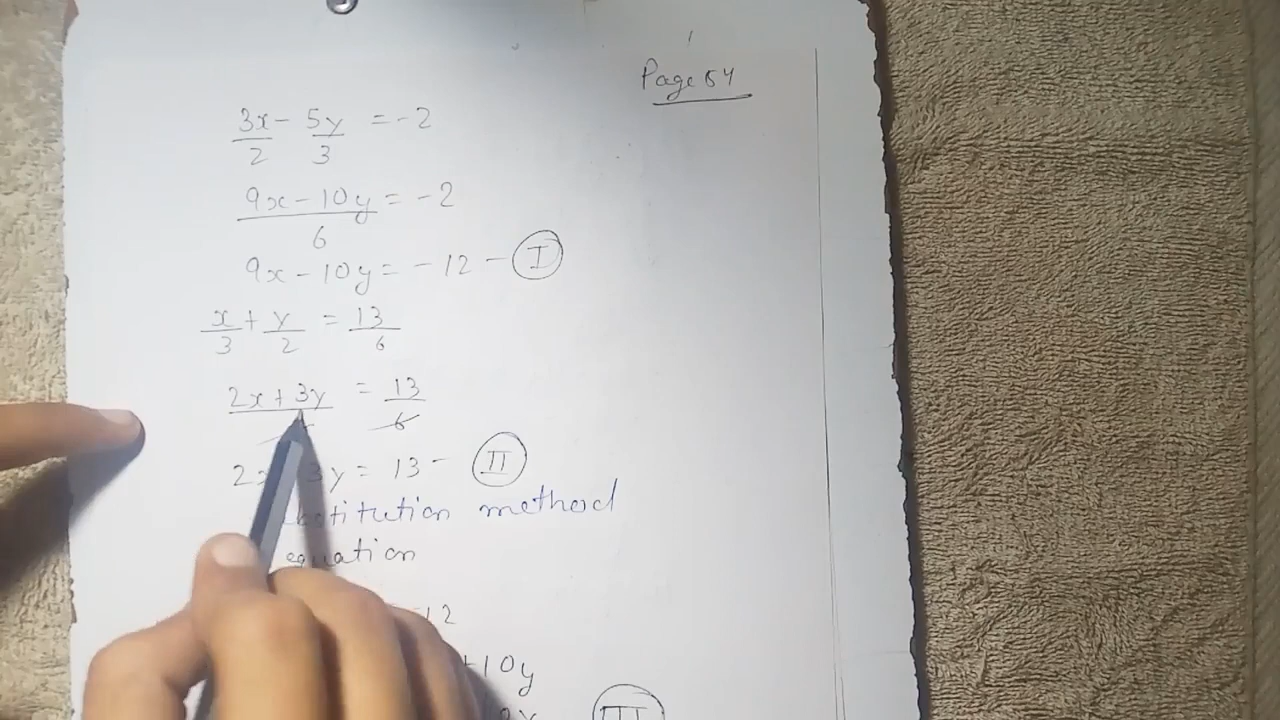 Page 54
3x/2 - 5y/3 = -2
9x - 10y/6 = -2
9x - 10y = -12 - (I)
x/3 + y/2 = 13/6
2x + 3y = 13/6
2x 3y = 13 - (II)
method
equation
12
+10y
(III)